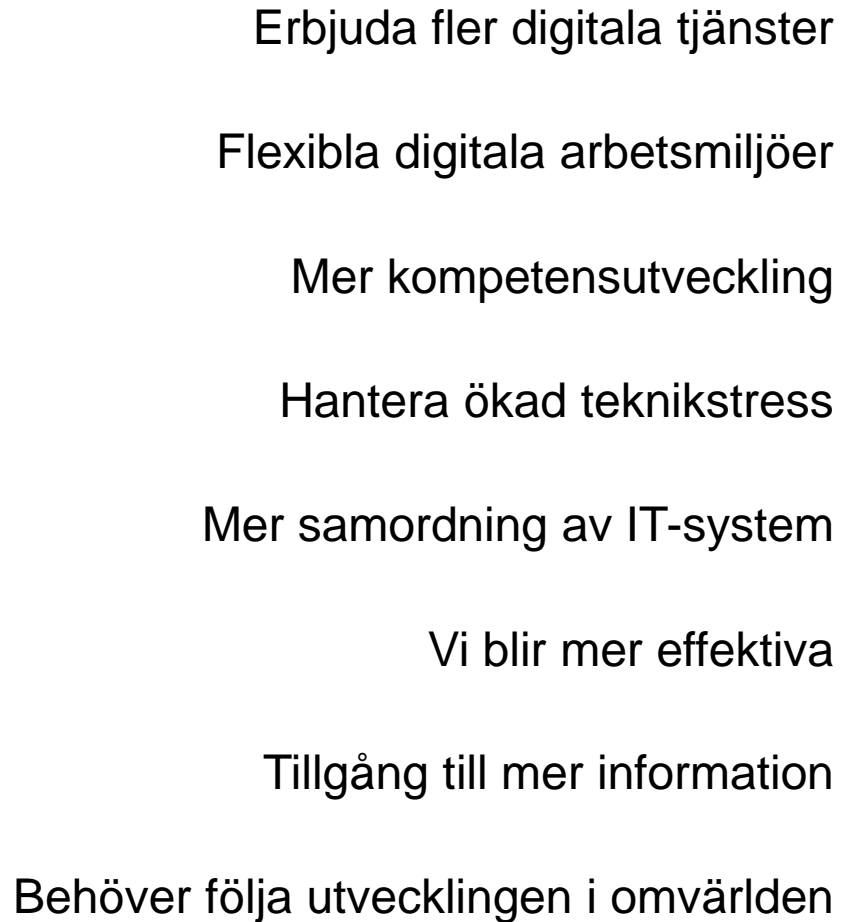 Erbjuda fler digitala tjänster
Flexibla digitala arbetsmiljöer
Mer kompetensutveckling
Hantera ökad teknikstress
Mer samordning av IT-system
Vi blir mer effektiva
Tillgång till mer information
Behöver följa utvecklingen i omvärlden